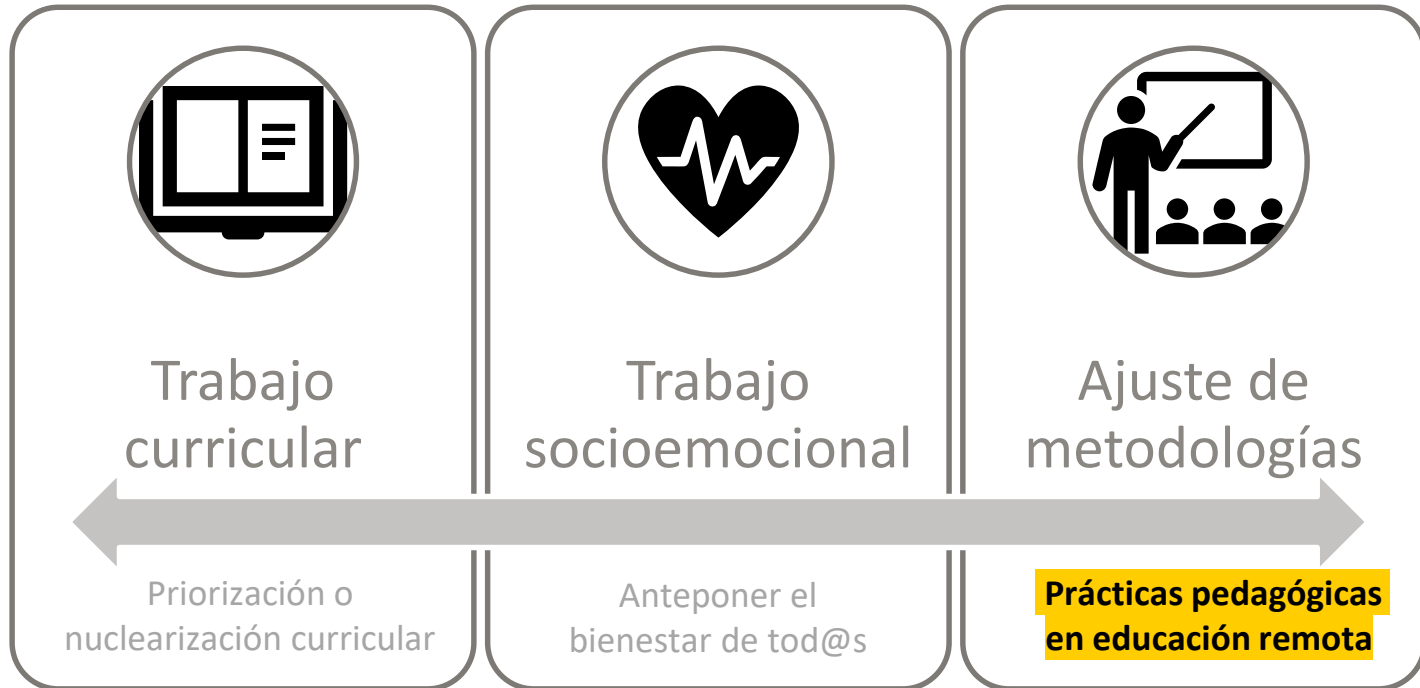 Trabajo
curricular
Priorización o
nuclearización curricular
Trabajo
socioemocional
Anteponer el
bienestar de tod@s
Ajuste de
metodologías
Prácticas pedagógicas
en educación remota